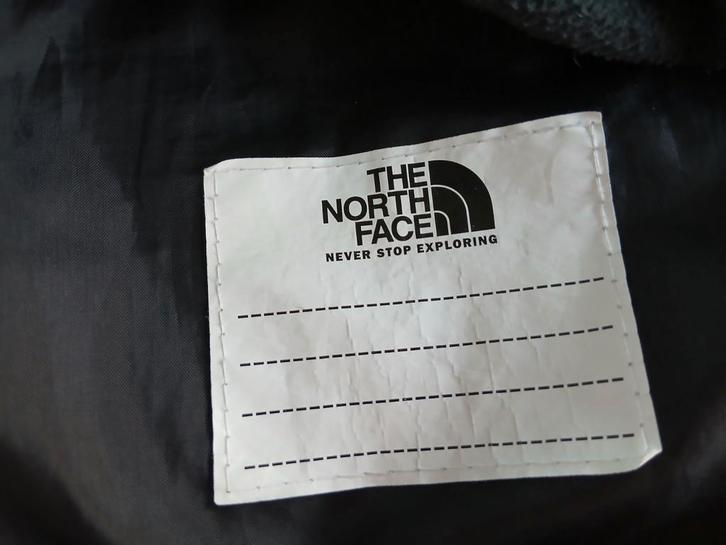 THE
NORTH
FACE
NEVER STOP EXPLORING